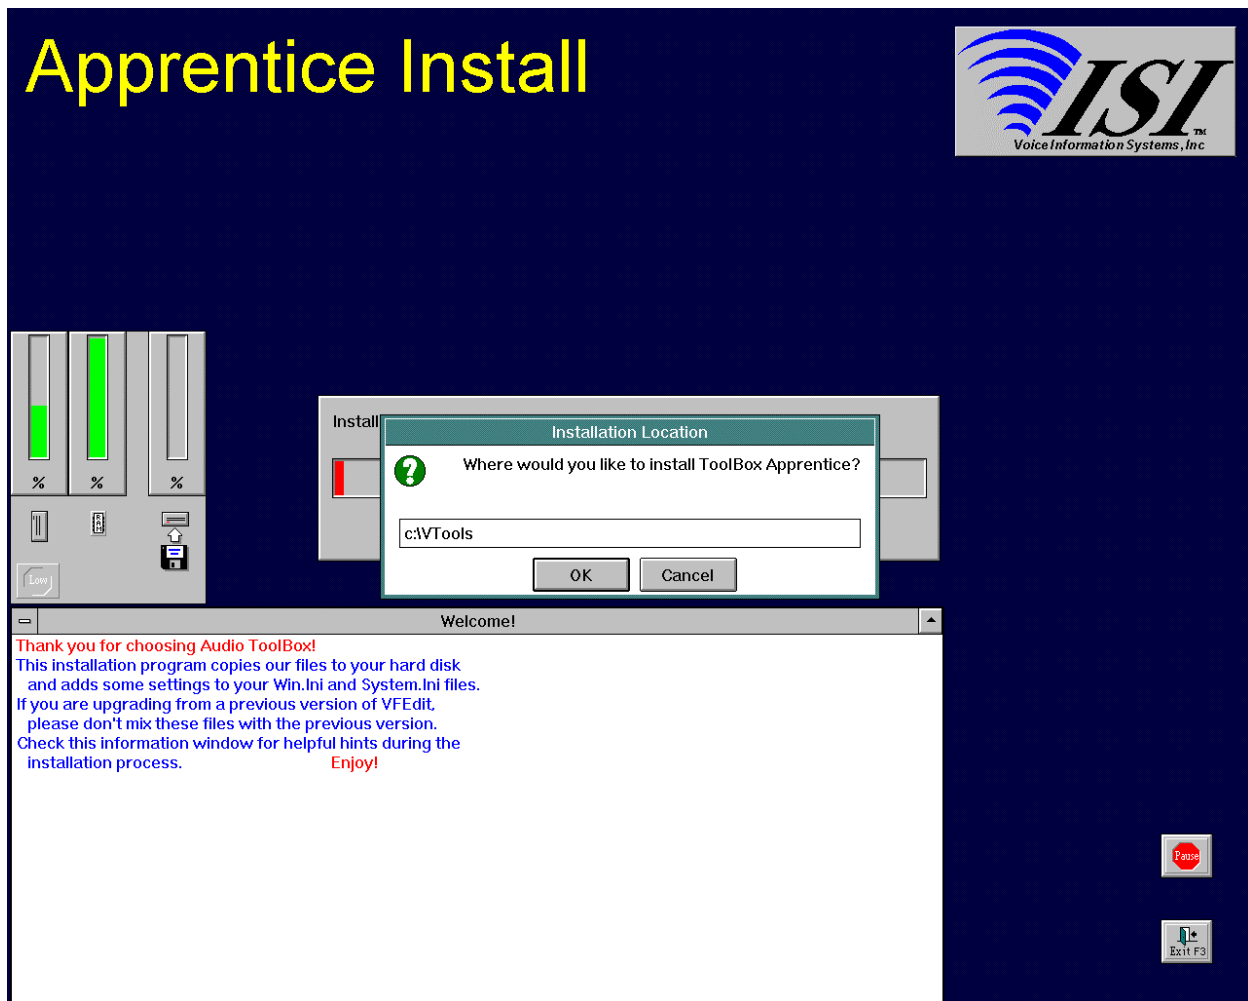 Apprentice Install
VISI™
Voice Information Systems, Inc
%
%
%
RAM
Low
Install
Installation Location
Where would you like to install ToolBox Apprentice?
c:\VTools
OK
Cancel
Welcome!
Thank you for choosing Audio ToolBox!
This installation program copies our files to your hard disk
and adds some settings to your Win.Ini and System.Ini files.
If you are upgrading from a previous version of VFEdit,
please don't mix these files with the previous version.
Check this information window for helpful hints during the
installation process. Enjoy!
Pause
Exit F3